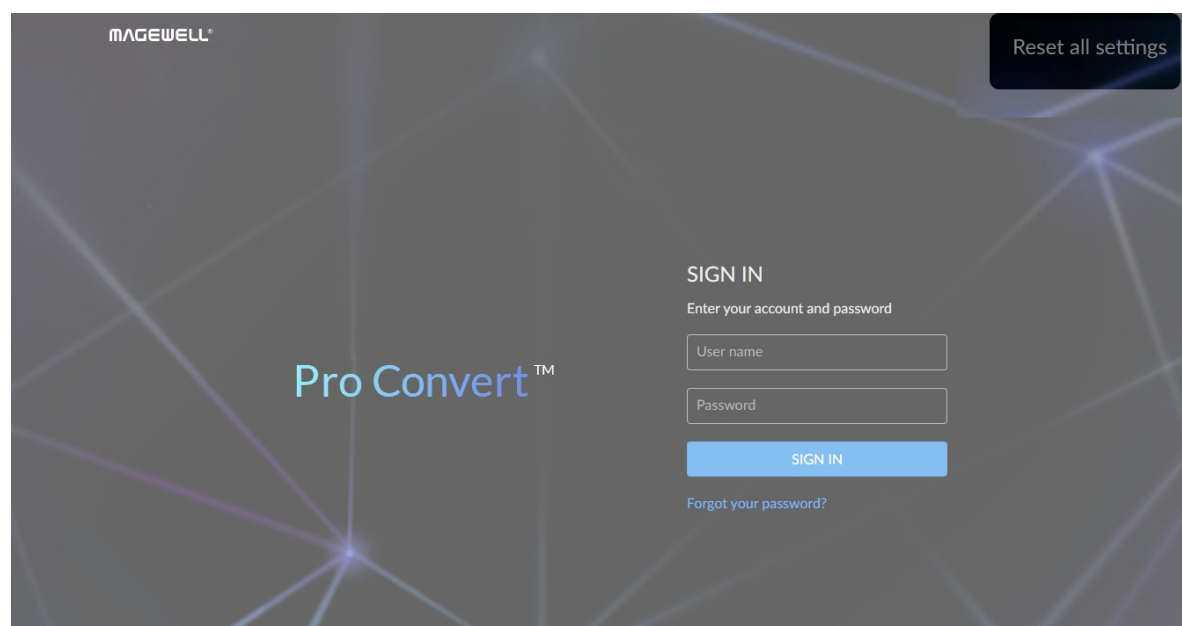 MAGEWELL®
Reset all settings
SIGN IN
Enter your account and password
User name
Pro Convert™
Password
SIGN IN
Forgot your password?